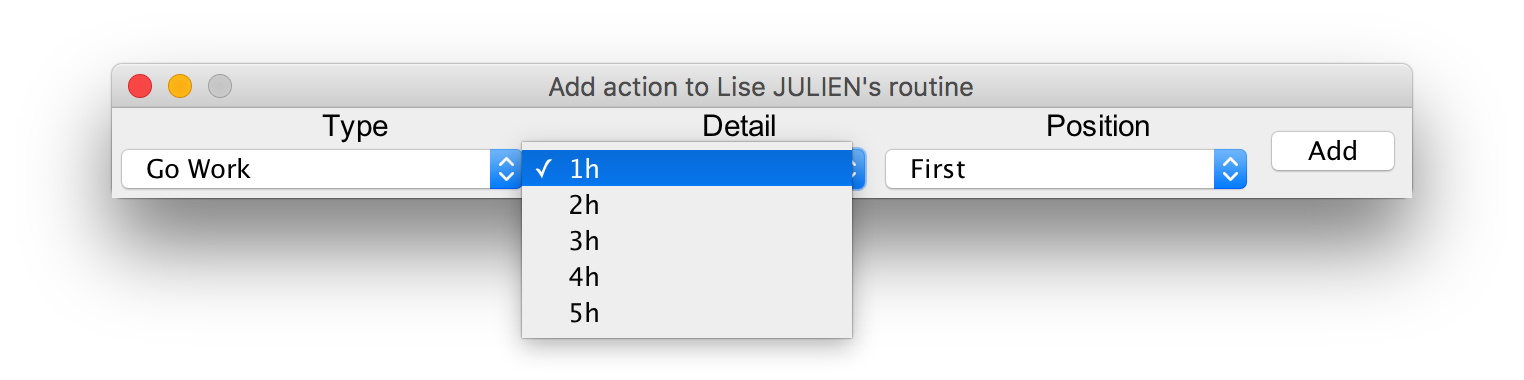 Add action to Lise JULIEN's routine
Type Detail Position
Go Work ✓ 1h First Add
2h
3h
4h
5h